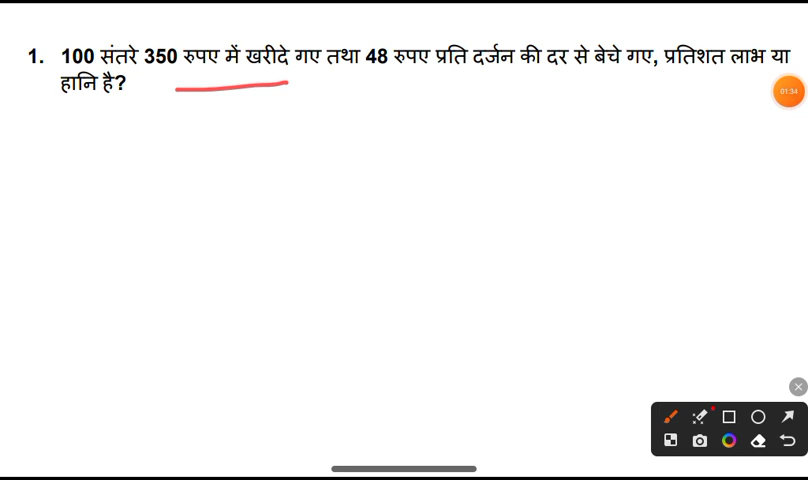 1. 100 संतरे 350 रुपए में खरीदे गए तथा 48 रुपए प्रति दर्जन की दर से बेचे गए, प्रतिशत लाभ या
हानि है?
01:34